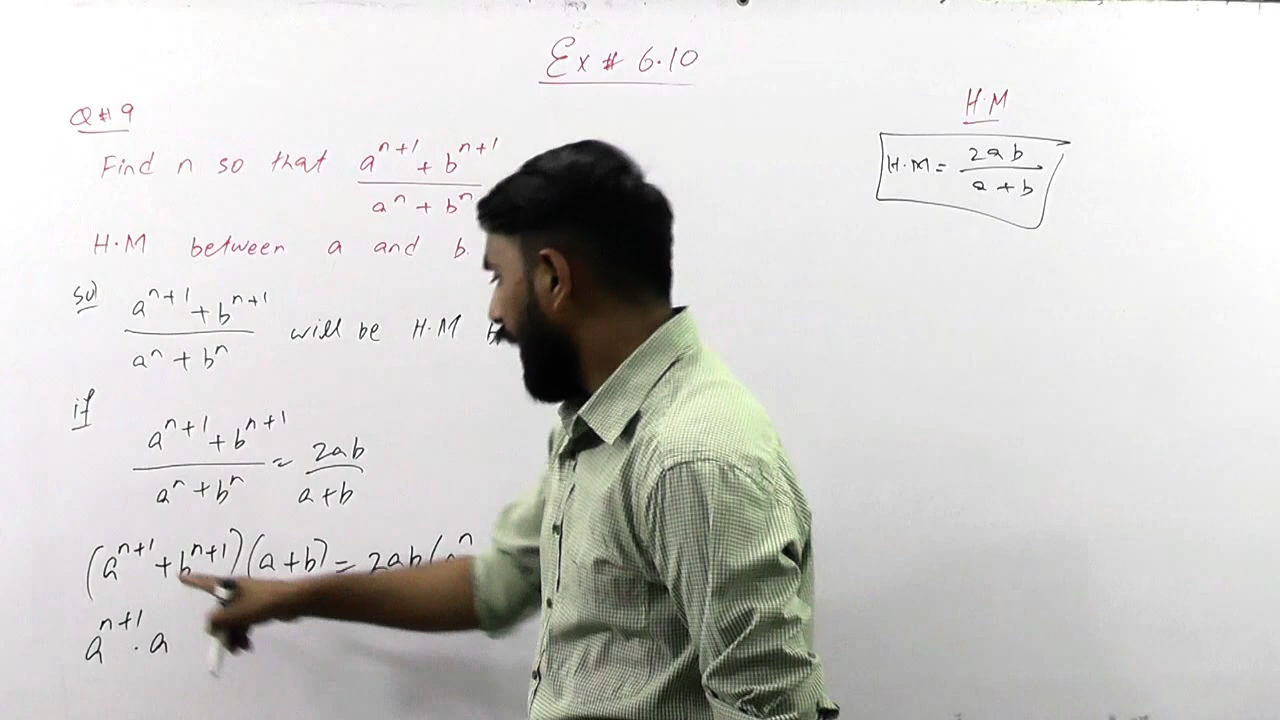 Ex # 6.10
Q # 9
Find n so that a^{n+1} + b^{n+1} / a^n + b^n
H.M between a and b.
sol a^{n+1} + b^{n+1} / a^n + b^n will be H.M
if
a^{n+1} + b^{n+1} / a^n + b^n = 2ab / a+b
(a^{n+1} + b^{n+1})(a+b) = 2ab(a^n
a^{n+1} . a
H.M
H.M = 2ab / a+b